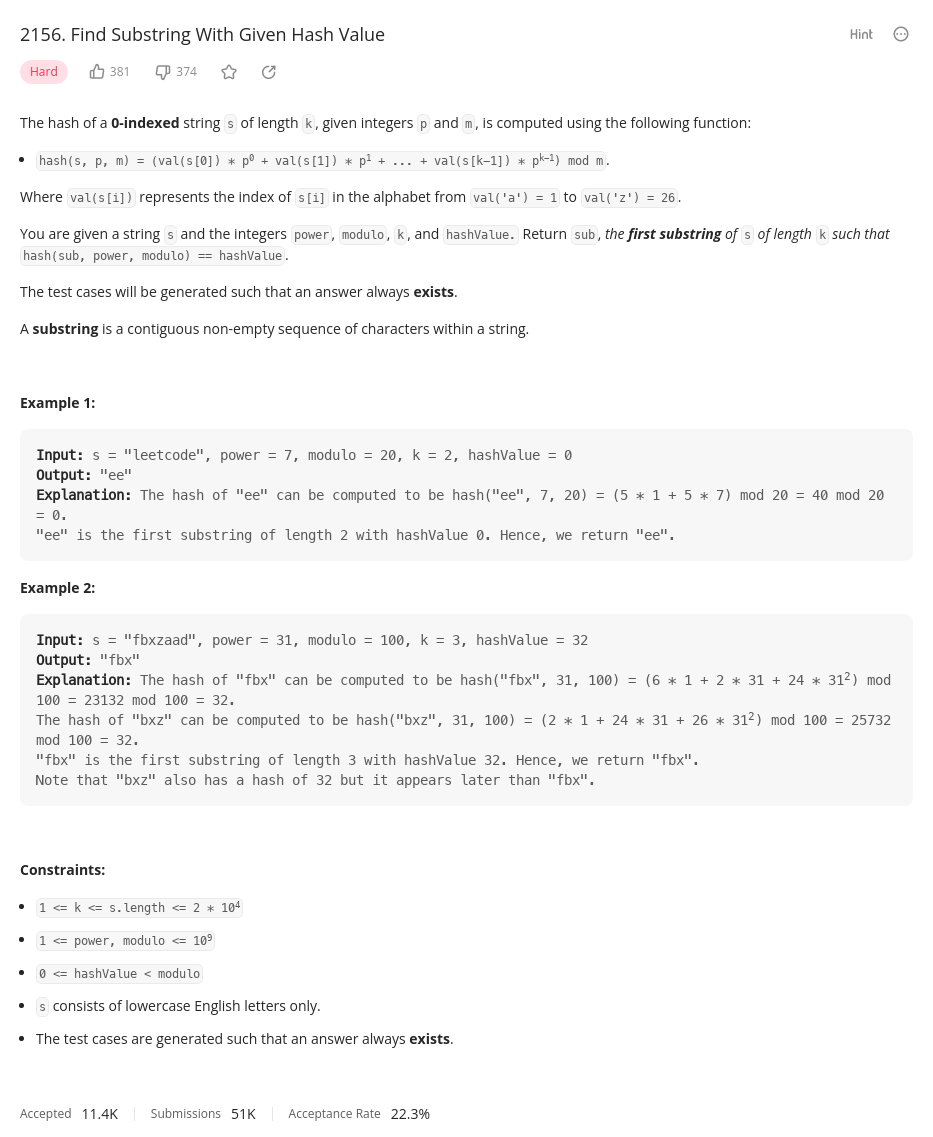 2156. Find Substring With Given Hash Value
Hint
Hard 381 374
The hash of a 0-indexed string s of length k, given integers p and m, is computed using the following function:
• hash(s, p, m) = (val(s[0]) * p⁰ + val(s[1]) * p¹ + ... + val(s[k-1]) * pᵏ⁻¹) mod m.
Where val(s[i]) represents the index of s[i] in the alphabet from val('a') = 1 to val('z') = 26.
You are given a string s and the integers power, modulo, k, and hashValue. Return sub, the first substring of s of length k such that
hash(sub, power, modulo) == hashValue.
The test cases will be generated such that an answer always exists.
A substring is a contiguous non-empty sequence of characters within a string.
Example 1:
Input: s = "leetcode", power = 7, modulo = 20, k = 2, hashValue = 0
Output: "ee"
Explanation: The hash of "ee" can be computed to be hash("ee", 7, 20) = (5 * 1 + 5 * 7) mod 20 = 40 mod 20
= 0.
"ee" is the first substring of length 2 with hashValue 0. Hence, we return "ee".
Example 2:
Input: s = "fbxzaad", power = 31, modulo = 100, k = 3, hashValue = 32
Output: "fbx"
Explanation: The hash of "fbx" can be computed to be hash("fbx", 31, 100) = (6 * 1 + 2 * 31 + 24 * 31²) mod
100 = 23132 mod 100 = 32.
The hash of "bxz" can be computed to be hash("bxz", 31, 100) = (2 * 1 + 24 * 31 + 26 * 31²) mod 100 = 25732
mod 100 = 32.
"fbx" is the first substring of length 3 with hashValue 32. Hence, we return "fbx".
Note that "bxz" also has a hash of 32 but it appears later than "fbx".
Constraints:
• 1 <= k <= s.length <= 2 * 10⁴
• 1 <= power, modulo <= 10⁹
• 0 <= hashValue < modulo
• s consists of lowercase English letters only.
• The test cases are generated such that an answer always exists.
Accepted 11.4K Submissions 51K Acceptance Rate 22.3%